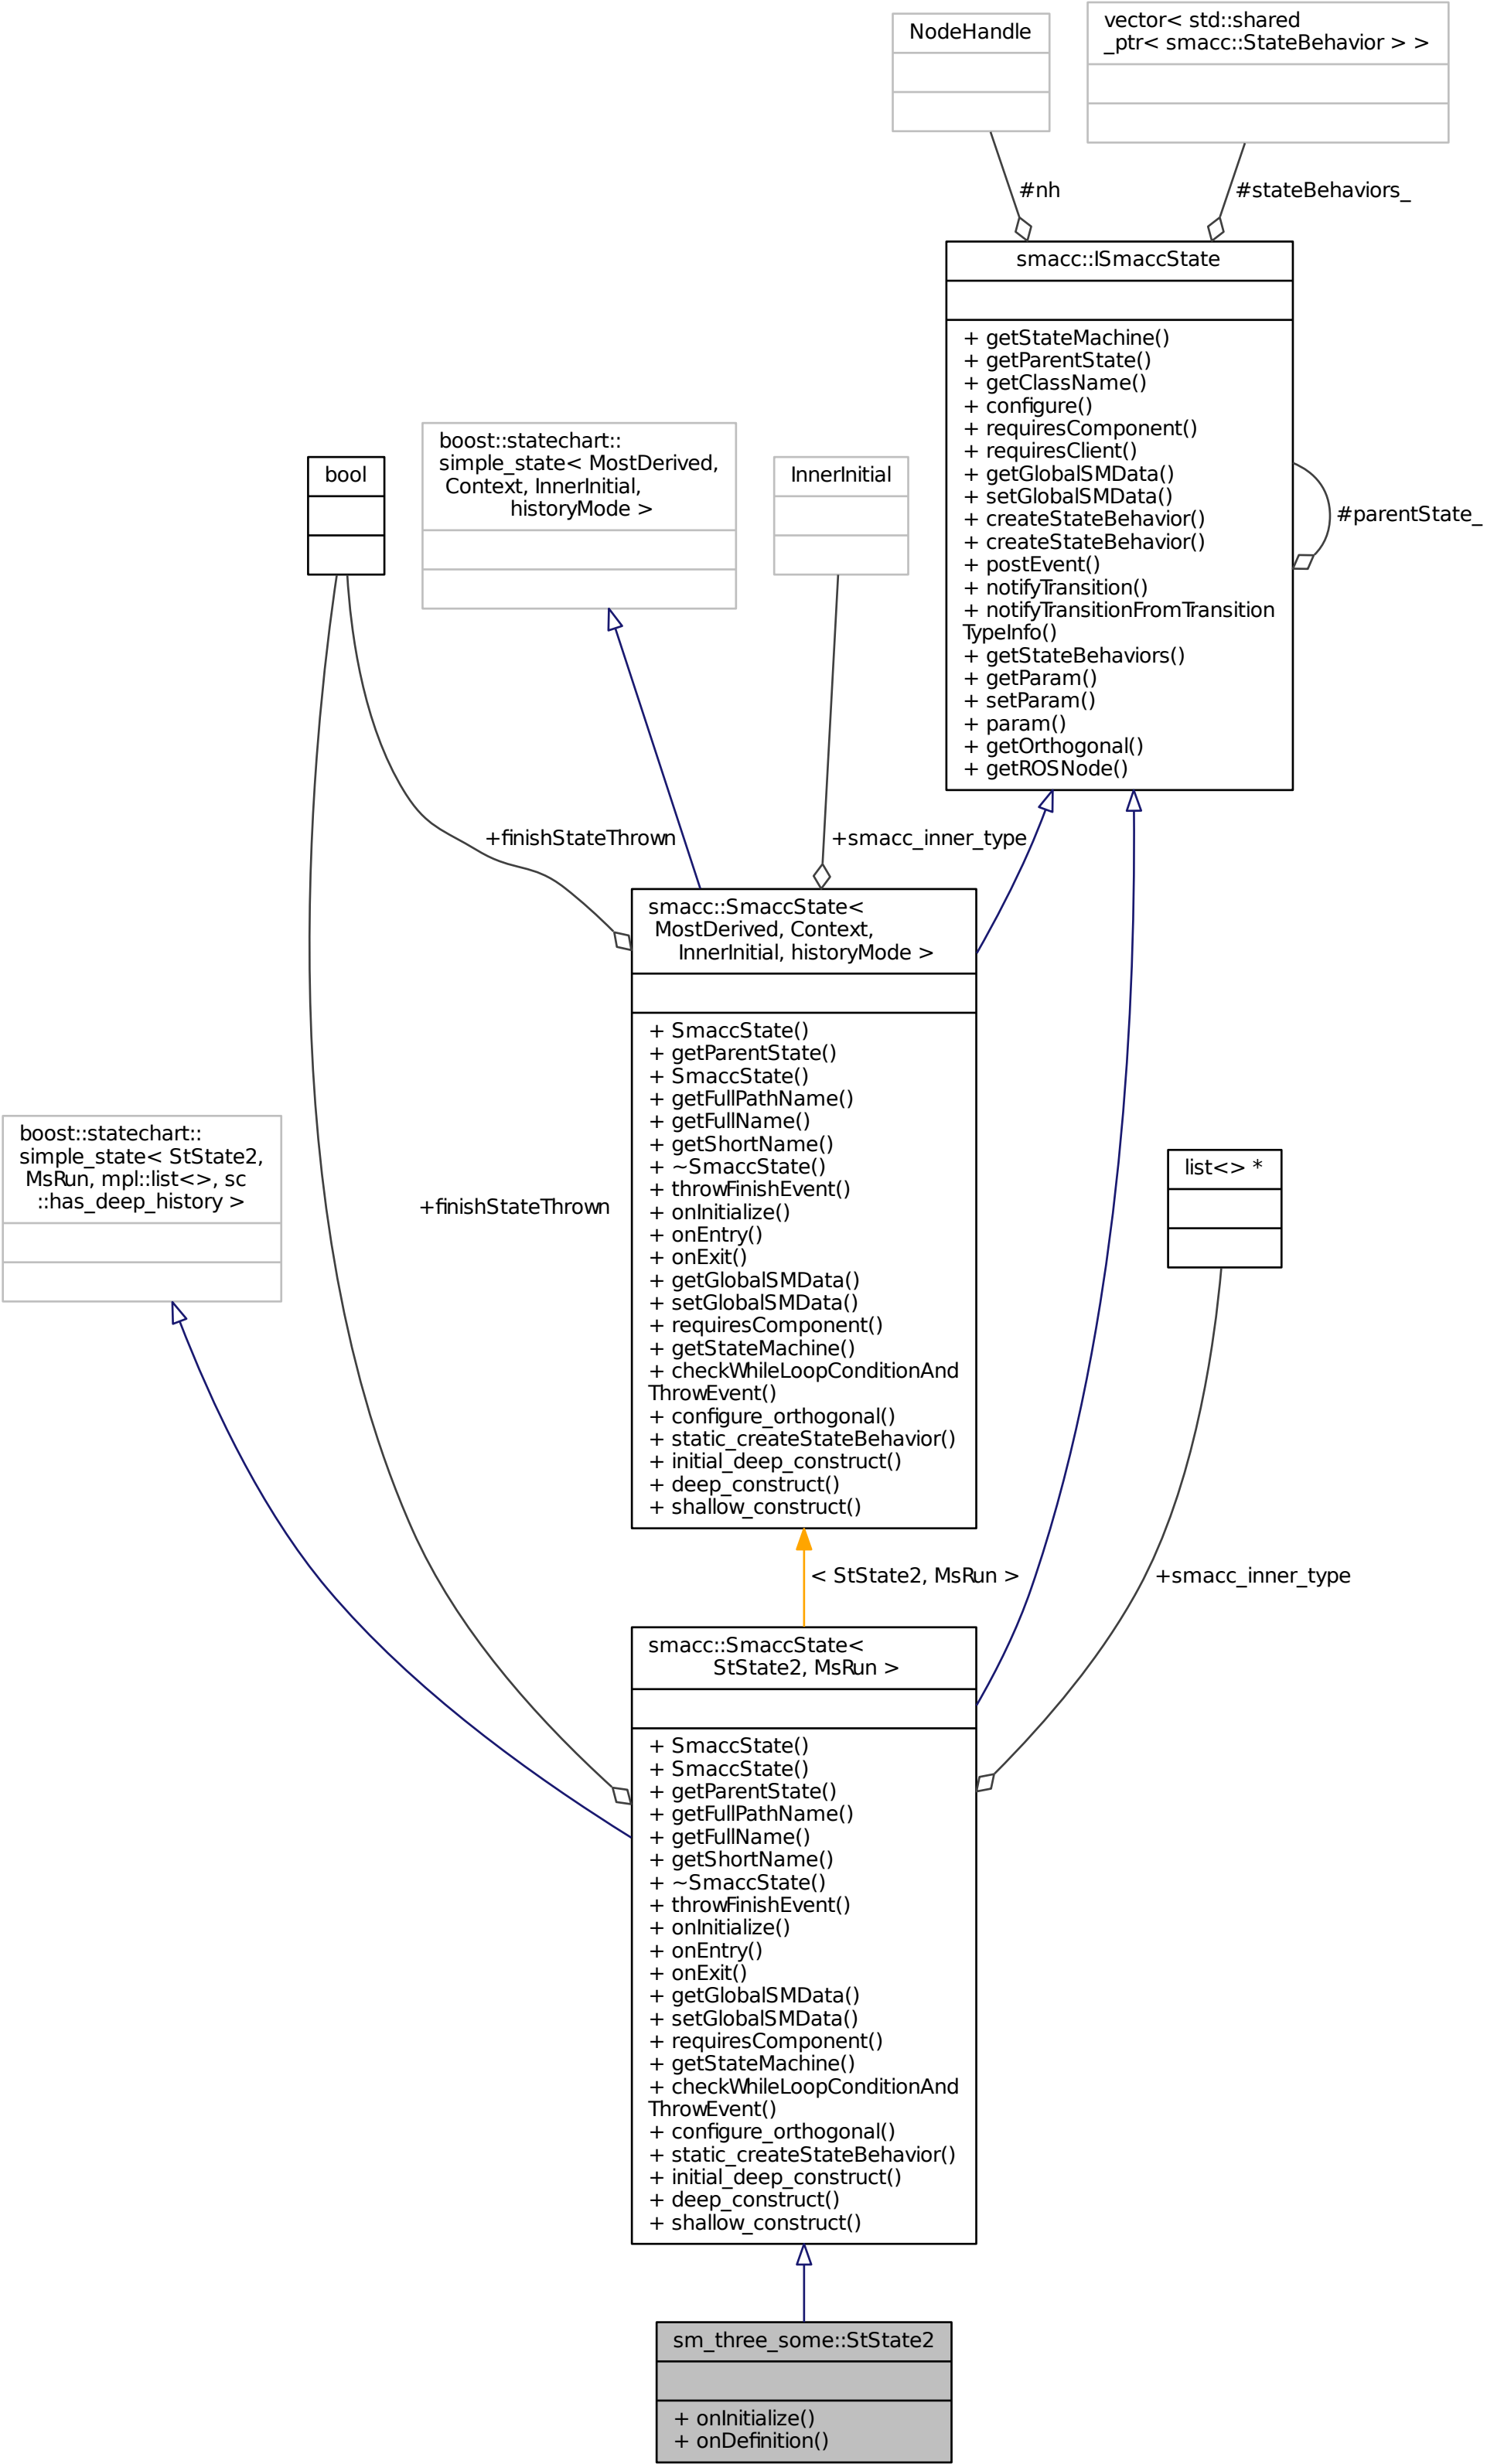 NodeHandle
vector< std::shared
_ptr< smacc::StateBehavior > >
#nh
#stateBehaviors_
smacc::ISmaccState
+ getStateMachine()
+ getParentState()
+ getClassName()
+ configure()
+ requiresComponent()
+ requiresClient()
+ getGlobalSMData()
+ setGlobalSMData()
+ createStateBehavior()
+ createStateBehavior()
+ postEvent()
+ notifyTransition()
+ notifyTransitionFromTransition
TypeInfo()
+ getStateBehaviors()
+ getParam()
+ setParam()
+ param()
+ getOrthogonal()
+ getROSNode()
#parentState_
bool
boost::statechart::
simple_state< MostDerived,
Context, InnerInitial,
historyMode >
InnerInitial
+finishStateThrown
+smacc_inner_type
smacc::SmaccState<
MostDerived, Context,
InnerInitial, historyMode >
+ SmaccState()
+ getParentState()
+ SmaccState()
+ getFullPathName()
+ getFullName()
+ getShortName()
+ ~SmaccState()
+ throwFinishEvent()
+ onInitialize()
+ onEntry()
+ onExit()
+ getGlobalSMData()
+ setGlobalSMData()
+ requiresComponent()
+ getStateMachine()
+ checkWhileLoopConditionAnd
ThrowEvent()
+ configure_orthogonal()
+ static_createStateBehavior()
+ initial_deep_construct()
+ deep_construct()
+ shallow_construct()
boost::statechart::
simple_state< StState2,
MsRun, mpl::list<>, sc
::has_deep_history >
+finishStateThrown
list<> *
< StState2, MsRun >
+smacc_inner_type
smacc::SmaccState<
StState2, MsRun >
+ SmaccState()
+ SmaccState()
+ getParentState()
+ getFullPathName()
+ getFullName()
+ getShortName()
+ ~SmaccState()
+ throwFinishEvent()
+ onInitialize()
+ onEntry()
+ onExit()
+ getGlobalSMData()
+ setGlobalSMData()
+ requiresComponent()
+ getStateMachine()
+ checkWhileLoopConditionAnd
ThrowEvent()
+ configure_orthogonal()
+ static_createStateBehavior()
+ initial_deep_construct()
+ deep_construct()
+ shallow_construct()
sm_three_some::StState2
+ onInitialize()
+ onDefinition()